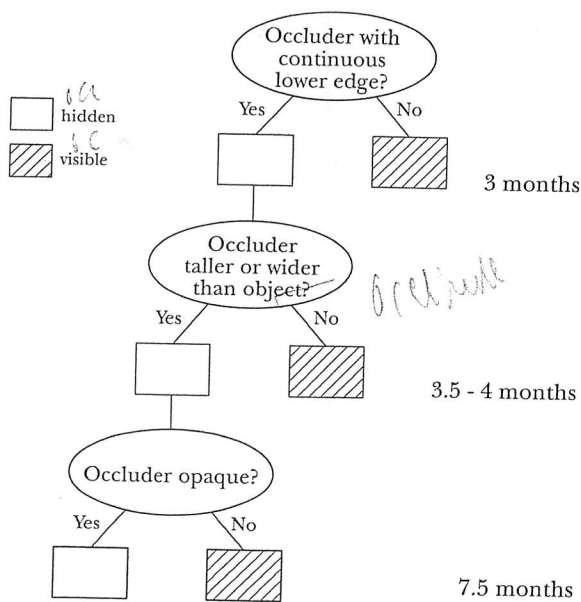 Occluder with
continuous
lower edge?
Yes
No
hidden
visible
3 months
Occluder
taller or wider
than object?
Yes
No
3.5 - 4 months
Occluder opaque?
Yes
No
7.5 months